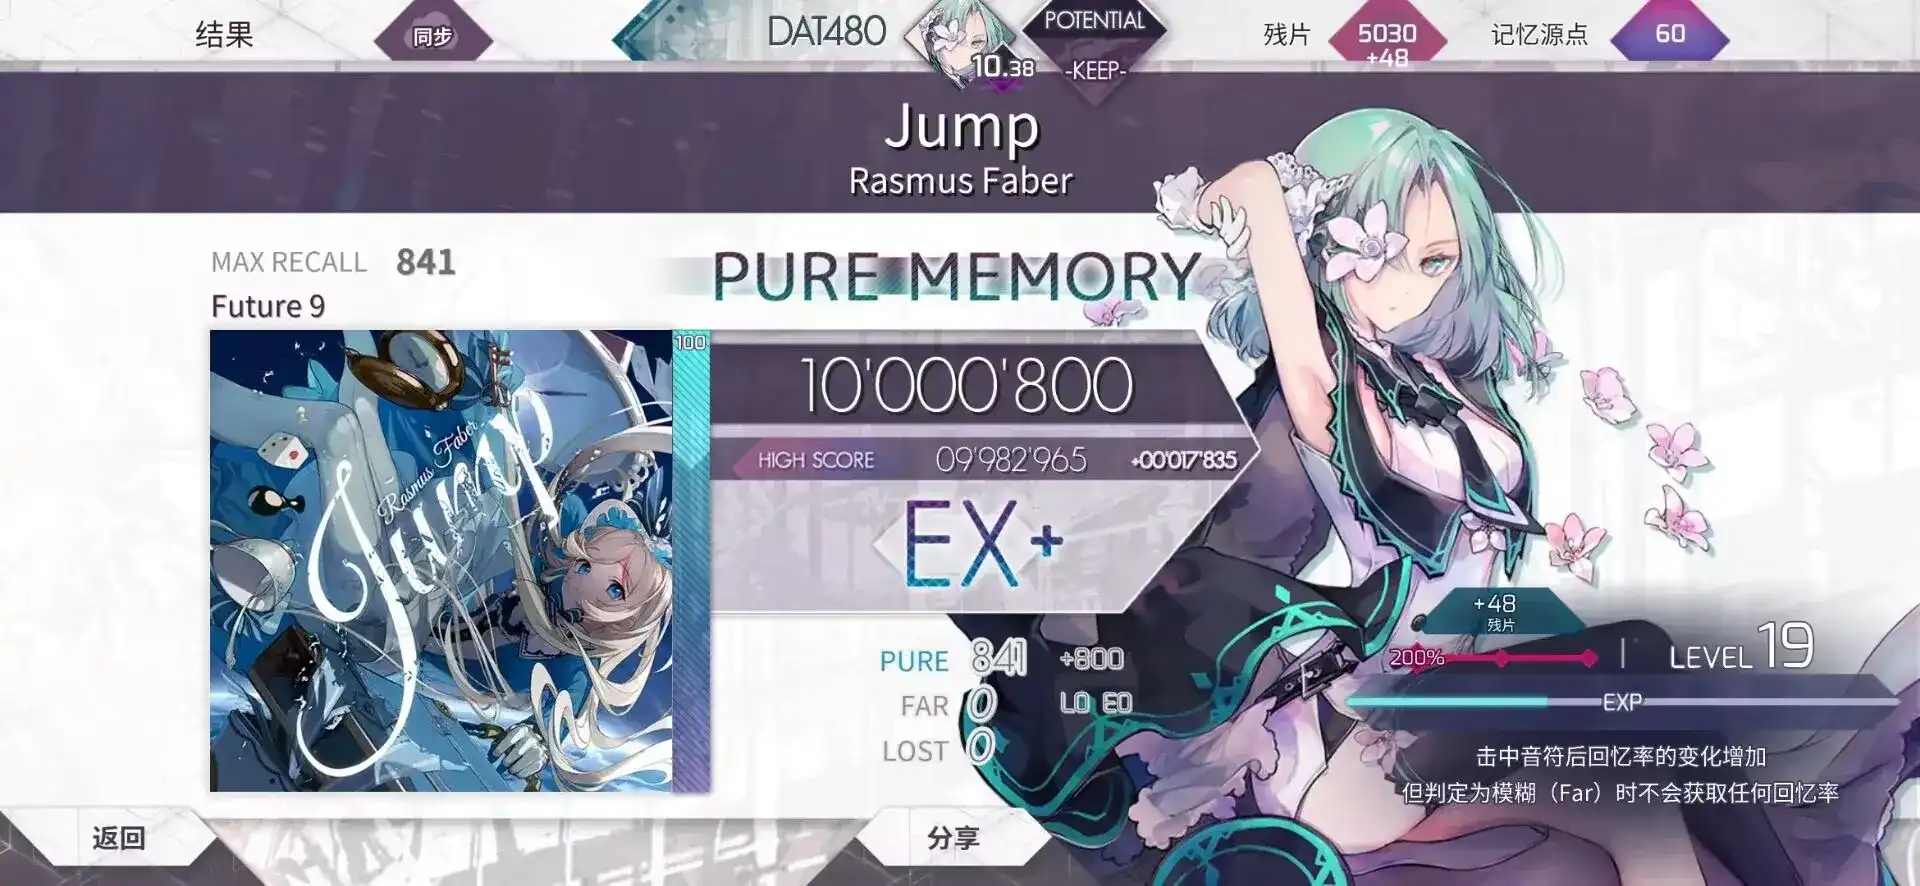 结果
同步
DAT480
10.38
POTENTIAL
-KEEP-
残片
5030
+48
记忆源点
60
Jump
Rasmus Faber
MAX RECALL 841
Future 9
PURE MEMORY
100
Rasmus Faber
Jump
10'000'800
HIGH SCORE 09'982'965 +00'017'835
EX+
PURE 841 +800
FAR 0 L0 E0
LOST 0
+48
残片
200%
LEVEL 19
EXP
击中音符后回忆率的变化增加
但判定为模糊（Far）时不会获取任何回忆率
返回
分享